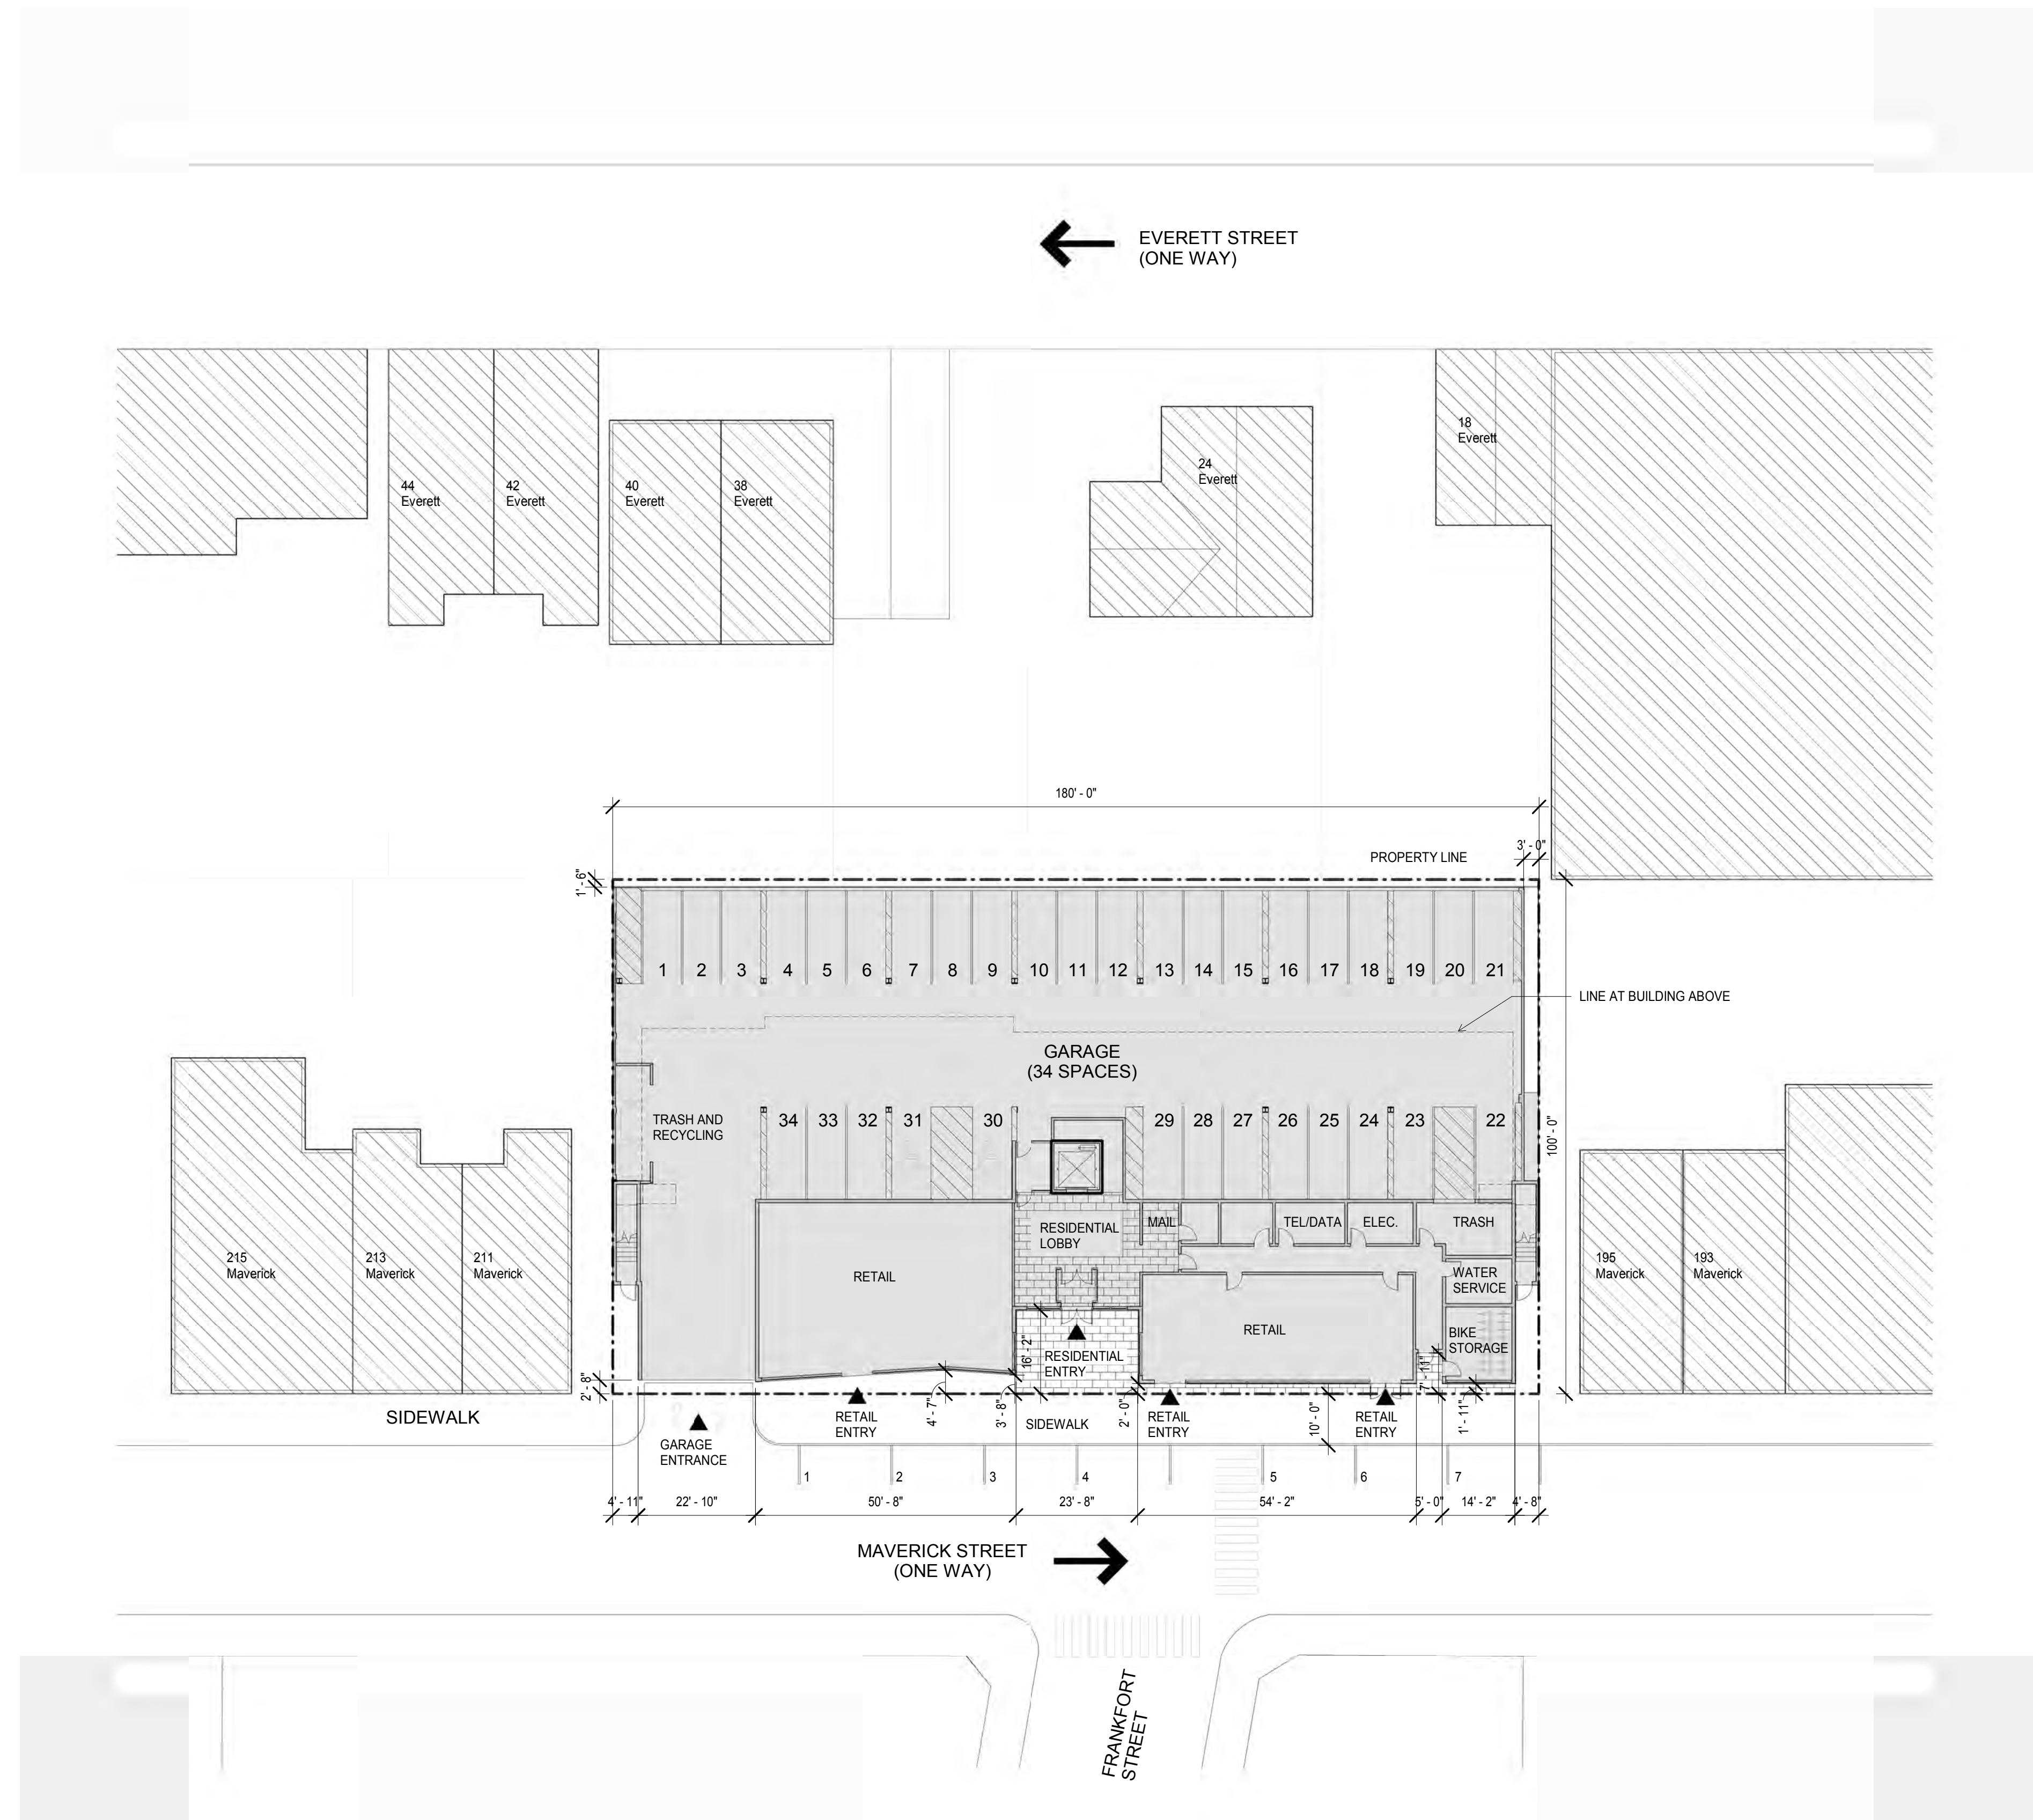 EVERETT STREET
(ONE WAY)
18
Everett
24
Everett
44
Everett
42
Everett
40
Everett
38
Everett
180' - 0"
3' - 0"
PROPERTY LINE
1' - 6"
1 2 3 4 5 6 7 8 9 10 11 12 13 14 15 16 17 18 19 20 21
LINE AT BUILDING ABOVE
GARAGE
(34 SPACES)
TRASH AND
RECYCLING
34 33 32 31 30 29 28 27 26 25 24 23 22
100' - 0"
RESIDENTIAL
LOBBY
MAIL
TEL/DATA
ELEC.
TRASH
215
Maverick
213
Maverick
211
Maverick
195
Maverick
193
Maverick
RETAIL
WATER
SERVICE
RETAIL
BIKE
STORAGE
16' - 2"
RESIDENTIAL
ENTRY
7' - 11"
2' - 8"
SIDEWALK
GARAGE
ENTRANCE
RETAIL
ENTRY
4' - 7"
3' - 8"
SIDEWALK
2' - 0"
RETAIL
ENTRY
10' - 0"
RETAIL
ENTRY
1' - 11"
1 2 3 4 5 6 7
4' - 11" 22' - 10" 50' - 8" 23' - 8" 54' - 2" 5' - 0" 14' - 2" 4' - 8"
MAVERICK STREET
(ONE WAY)
FRANKFORT
STREET